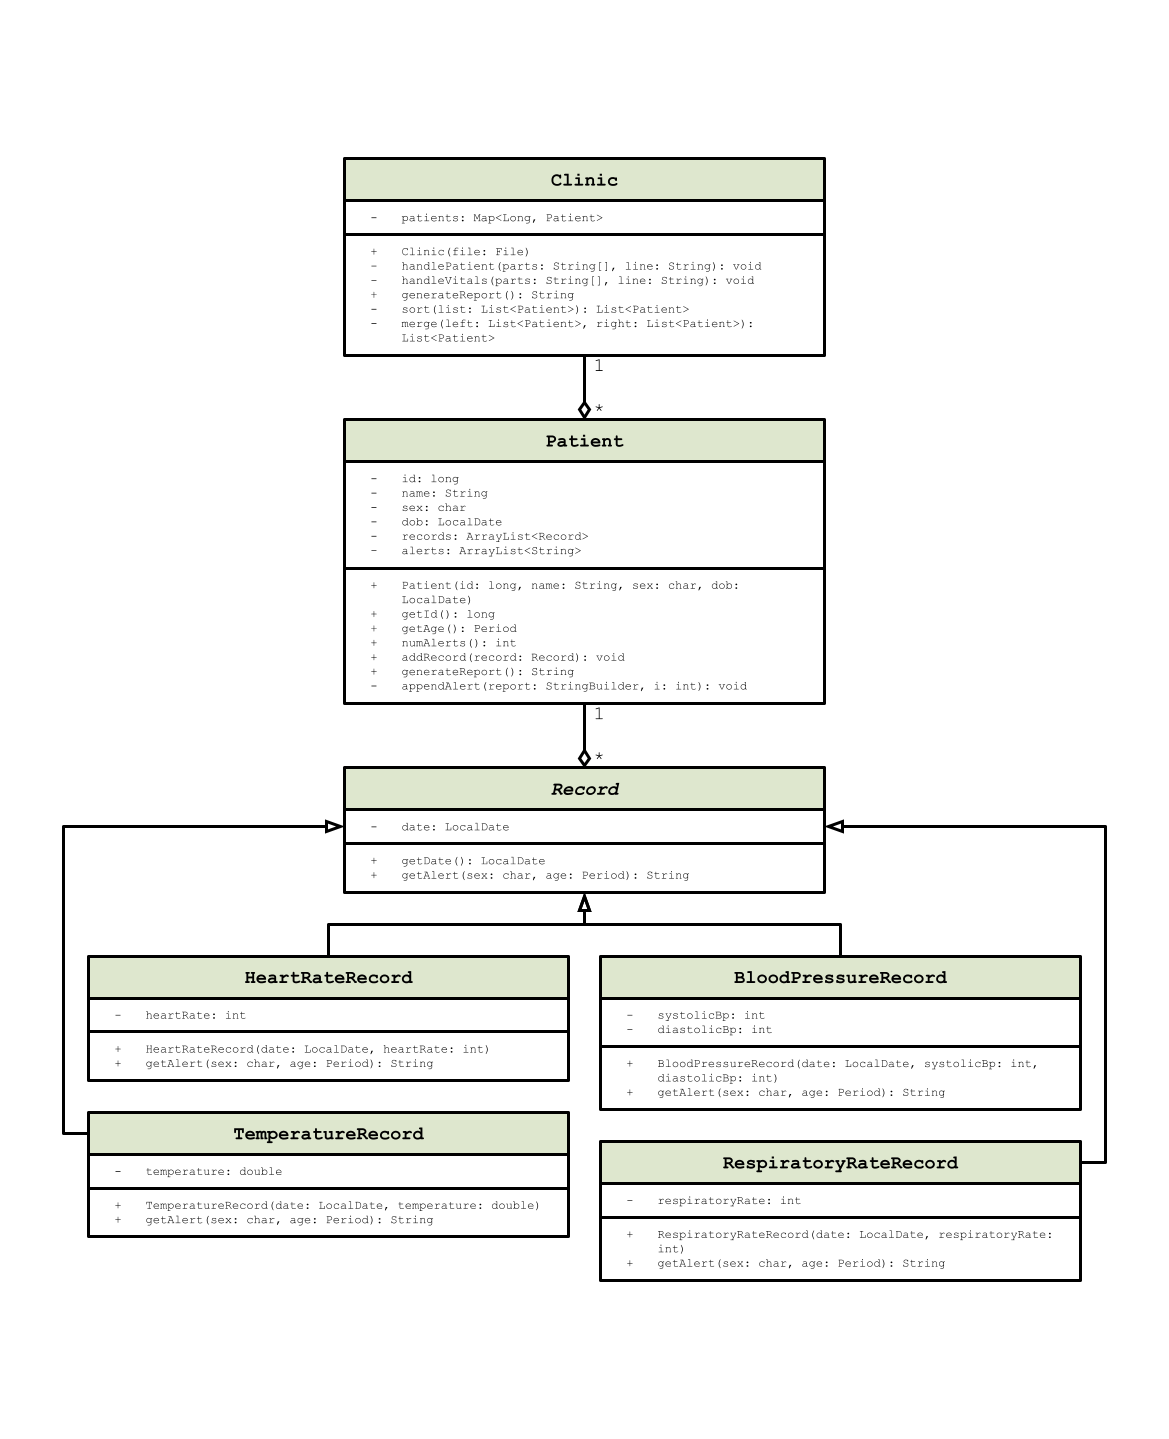 Clinic
- patients: Map<Long, Patient>
+ Clinic(file: File)
- handlePatient(parts: String[], line: String): void
- handleVitals(parts: String[], line: String): void
+ generateReport(): String
- sort(list: List<Patient>): List<Patient>
- merge(left: List<Patient>, right: List<Patient>):
List<Patient>
1
*
Patient
- id: long
- name: String
- sex: char
- dob: LocalDate
- records: ArrayList<Record>
- alerts: ArrayList<String>
+ Patient(id: long, name: String, sex: char, dob:
LocalDate)
+ getId(): long
+ getAge(): Period
+ numAlerts(): int
+ addRecord(record: Record): void
+ generateReport(): String
- appendAlert(report: StringBuilder, i: int): void
1
*
Record
- date: LocalDate
+ getDate(): LocalDate
+ getAlert(sex: char, age: Period): String
HeartRateRecord
- heartRate: int
+ HeartRateRecord(date: LocalDate, heartRate: int)
+ getAlert(sex: char, age: Period): String
BloodPressureRecord
- systolicBp: int
- diastolicBp: int
+ BloodPressureRecord(date: LocalDate, systolicBp: int,
diastolicBp: int)
+ getAlert(sex: char, age: Period): String
TemperatureRecord
- temperature: double
+ TemperatureRecord(date: LocalDate, temperature: double)
+ getAlert(sex: char, age: Period): String
RespiratoryRateRecord
- respiratoryRate: int
+ RespiratoryRateRecord(date: LocalDate, respiratoryRate:
int)
+ getAlert(sex: char, age: Period): String